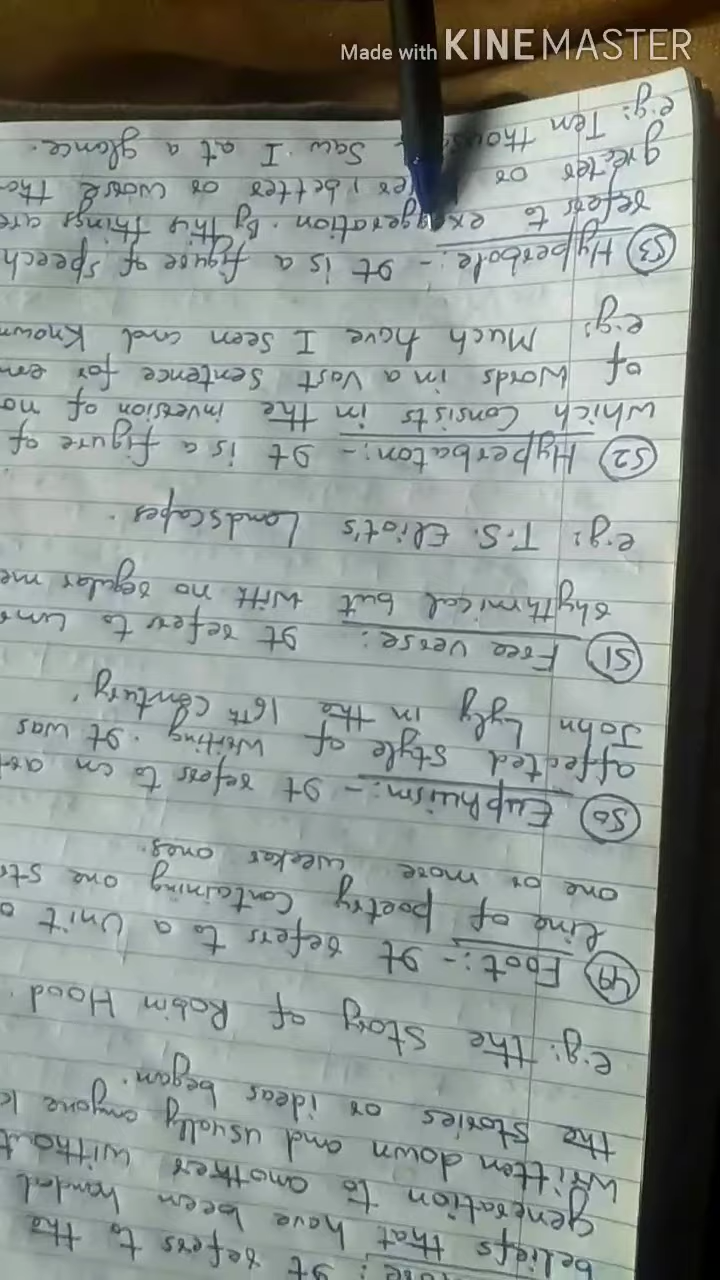 It refers to the
beliefs that have been handed
generation to another without
written down and usually anyone
the stories or ideas began.
e.g: the story of Robin Hood.
49 Foot:- It refers to a unit
line of poetry containing one
one or more weaker ones.
50 Euphuism:- It refers to an
affected style of writing. It was
John Lyly in the 16th Century.
51 Free verse: It refers to
rhythmical but with no regular
e.g: T.S. Eliot's Landscapes.
52 Hyperbaton:- It is a figure of
which consists in the inversion of
of words in a vast sentence for
e.g: Much have I seen and known
53 Hyperbole:- It is a figure of speech
refers to exaggeration. By this things are
greater or better or worse
e.g: Ten saw I at a glance.
Made with KINEMASTER